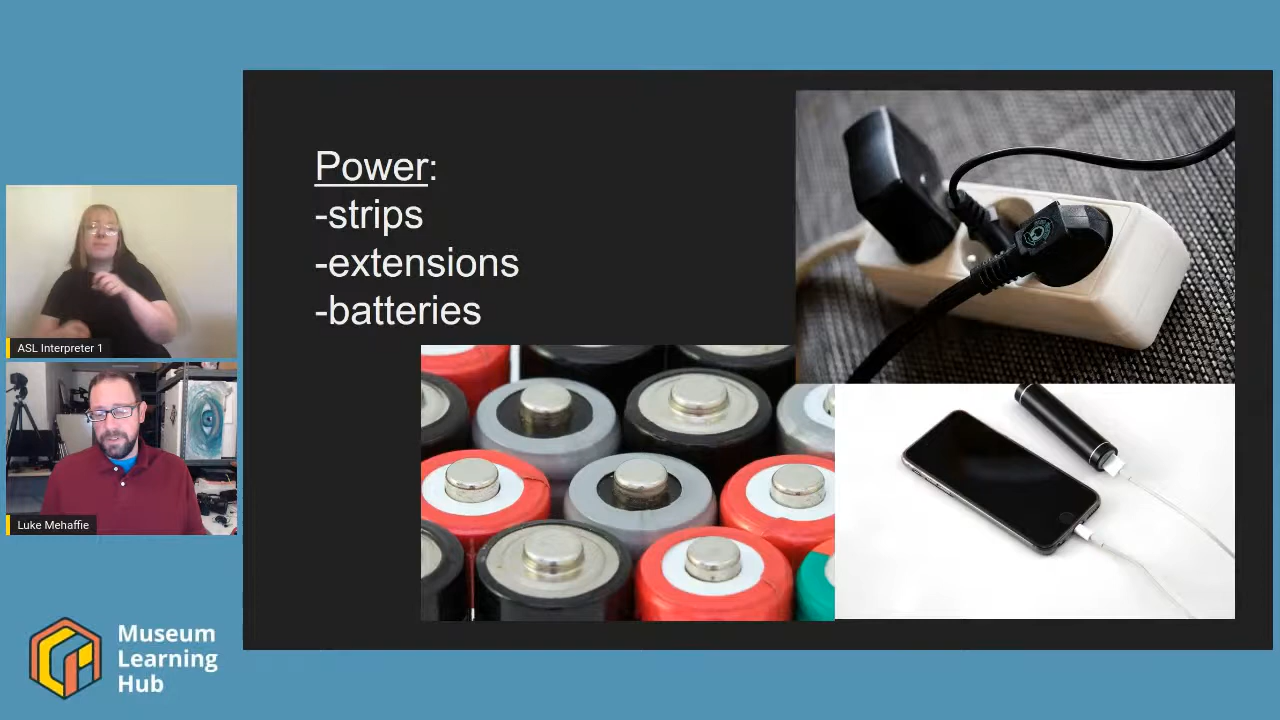 Power:
-strips
-extensions
-batteries
ASL Interpreter 1
Luke Mehaffie
Museum
Learning
Hub